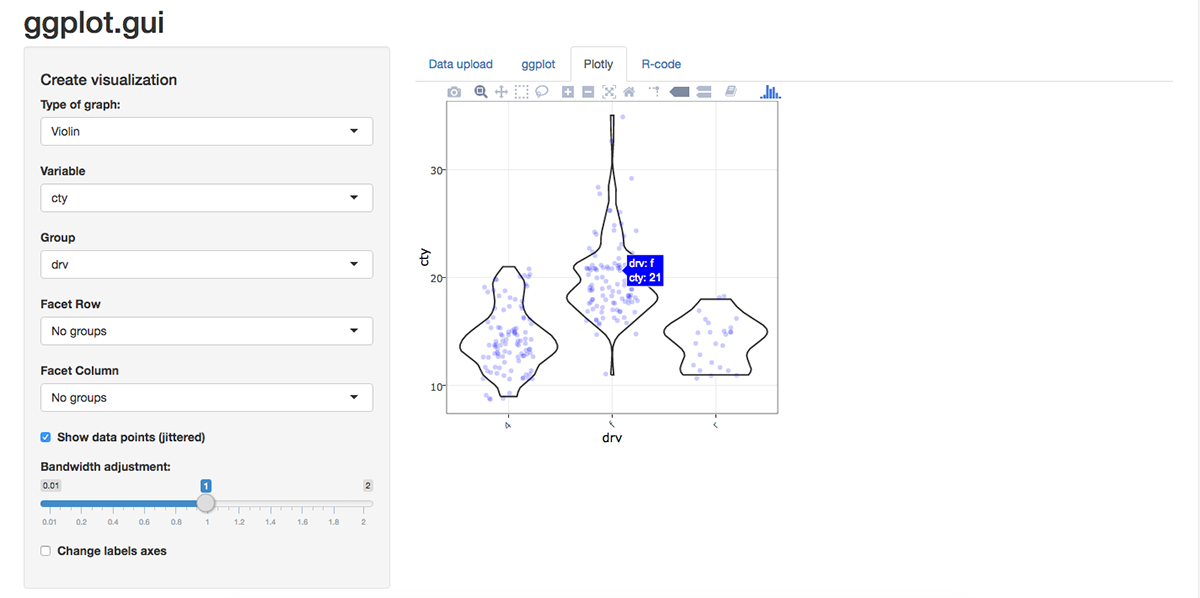 ggplot.gui
Create visualization
Type of graph:
Violin
Variable
cty
Group
drv
Facet Row
No groups
Facet Column
No groups
Show data points (jittered)
Bandwidth adjustment:
0.01 1 2
0.01 0.2 0.4 0.6 0.8 1 1.2 1.4 1.6 1.8 2
Change labels axes
Data upload ggplot Plotly R-code
30
20
10
cty
drv: f
cty: 21
4 f r
drv